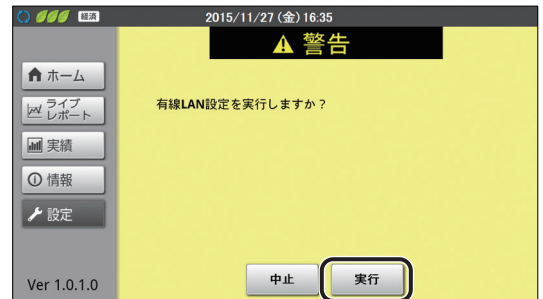 経済 2015/11/27 (金) 16:35
警告
ホーム
ライブ
レポート
実績
情報
設定
Ver 1.0.1.0
有線LAN設定を実行しますか？
中止 実行